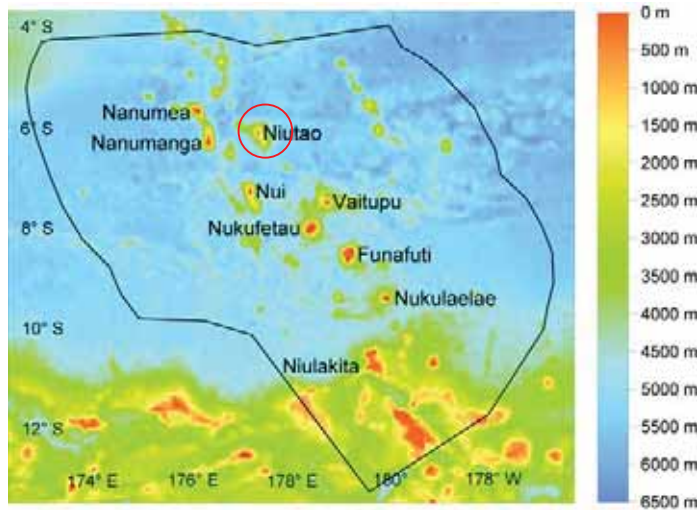 4° S
6° S
8° S
10° S
12° S
174° E
176° E
178° E
180°
178° W
Nanumea
Nanumanga
Niutao
Nui
Vaitupu
Nukufetau
Funafuti
Nukulaelae
Niulakita
0 m
500 m
1000 m
1500 m
2000 m
2500 m
3000 m
3500 m
4000 m
4500 m
5000 m
5500 m
6000 m
6500 m